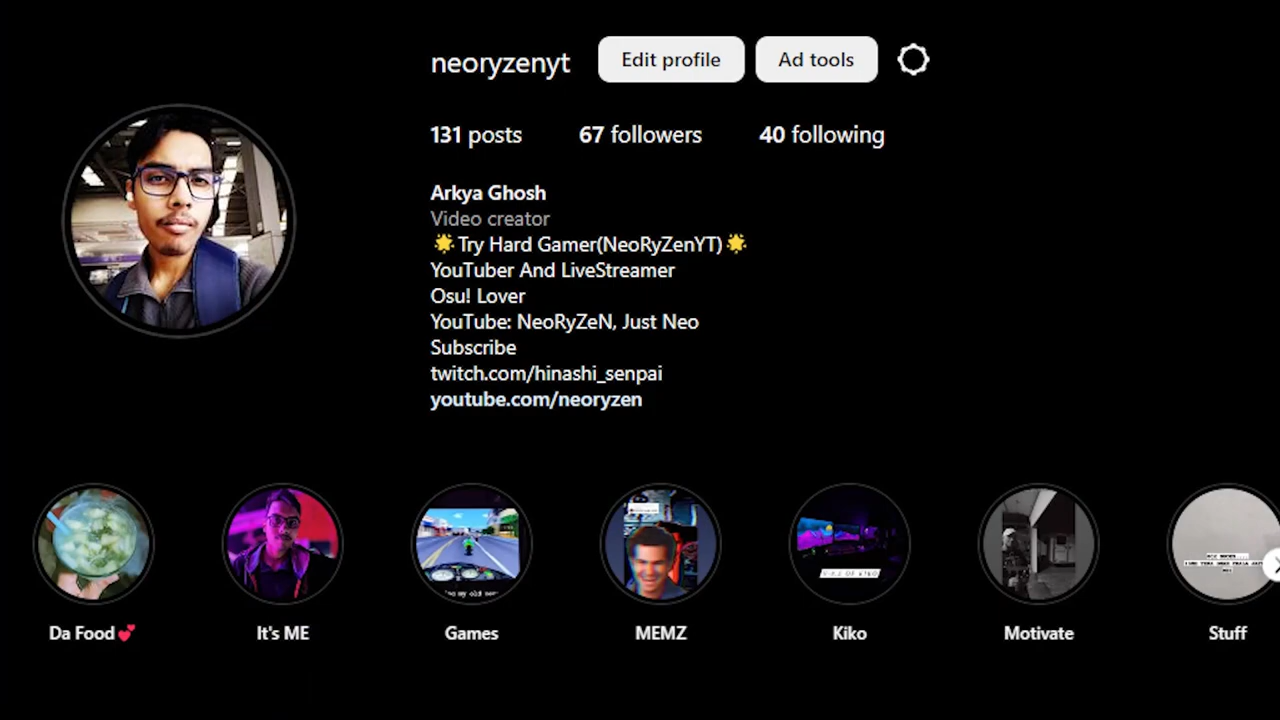 neoryzenyt Edit profile Ad tools
131 posts 67 followers 40 following
Arkya Ghosh
Video creator
🌟Try Hard Gamer(NeoRyZenYT)🌟
YouTuber And LiveStreamer
Osu! Lover
YouTube: NeoRyZeN, Just Neo
Subscribe
twitch.com/hinashi_senpai
youtube.com/neoryzen
Da Food💕 It's ME Games MEMZ Kiko Motivate Stuff